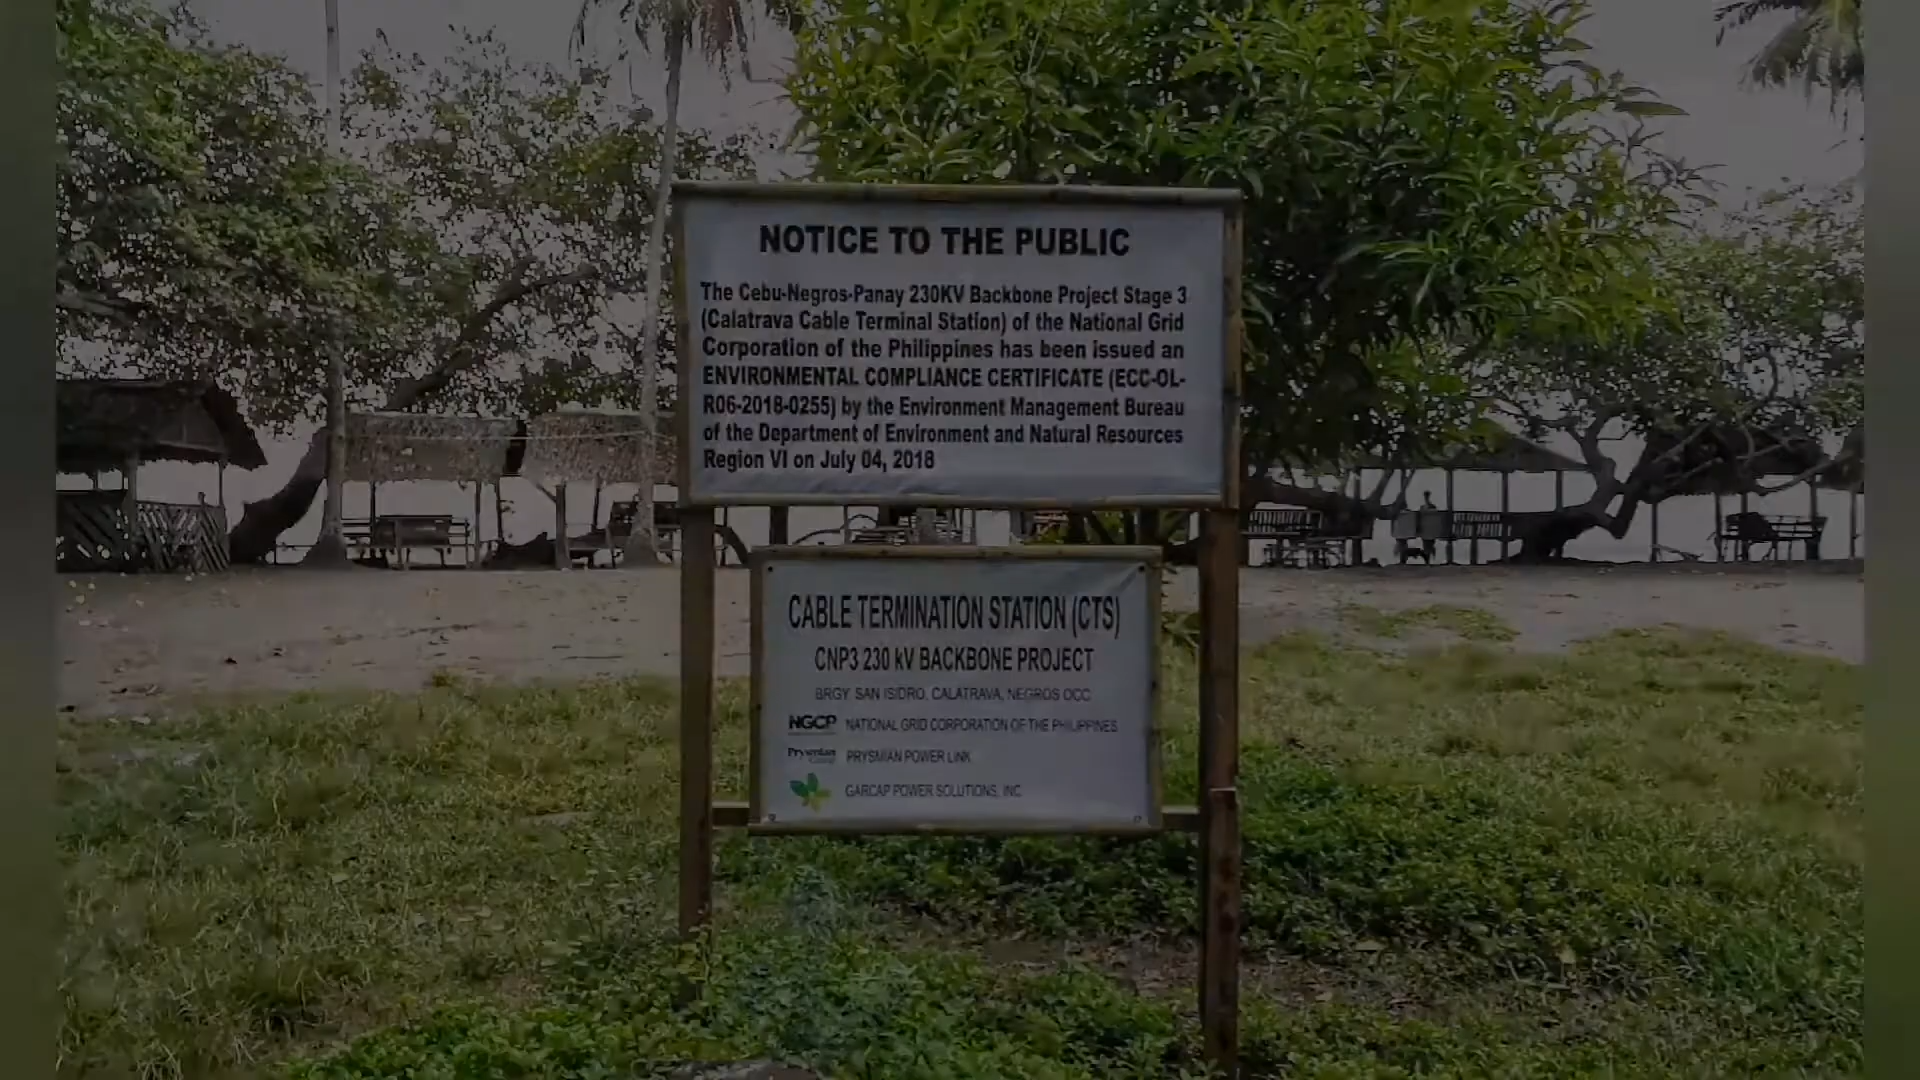 NOTICE TO THE PUBLIC
The Cebu-Negros-Panay 230KV Backbone Project Stage 3
(Calatrava Cable Terminal Station) of the National Grid
Corporation of the Philippines has been issued an
ENVIRONMENTAL COMPLIANCE CERTIFICATE (ECC-OL-
R06-2018-0255) by the Environment Management Bureau
of the Department of Environment and Natural Resources
Region VI on July 04, 2018
CABLE TERMINATION STATION (CTS)
CNP3 230 kV BACKBONE PROJECT
BRGY. SAN ISIDRO, CALATRAVA, NEGROS OCC
NGCP NATIONAL GRID CORPORATION OF THE PHILIPPINES
Prysmian PRYSMIAN POWER LINK
GARCAP POWER SOLUTIONS, INC